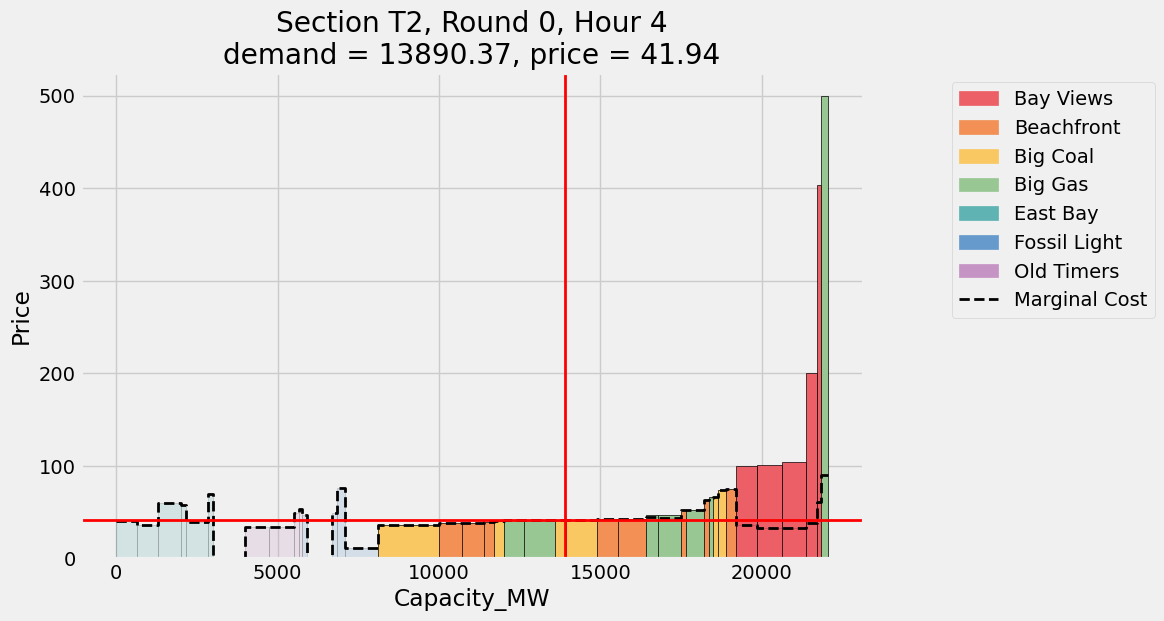 Section T2, Round 0, Hour 4
demand = 13890.37, price = 41.94
500
400
300
200
100
0
Price
0
5000
10000
15000
20000
Capacity_MW
Bay Views
Beachfront
Big Coal
Big Gas
East Bay
Fossil Light
Old Timers
Marginal Cost